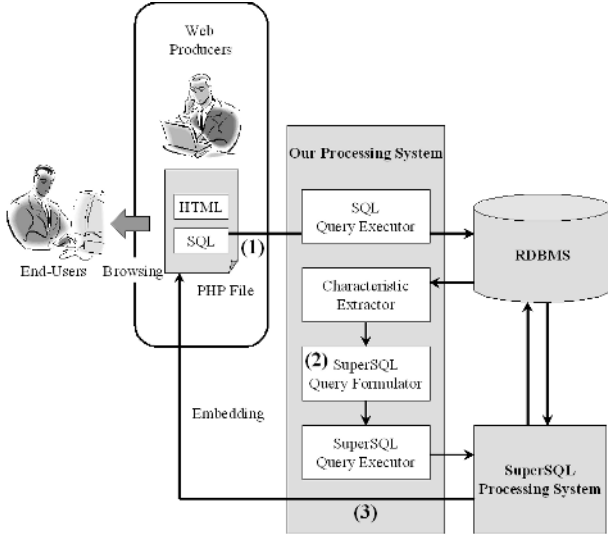 Web
Producers
Our Processing System
HTML
SQL
(1)
SQL
Query Executor
RDBMS
End-Users
Browsing
PHP File
Characteristic
Extractor
(2)
SuperSQL
Query Formulator
Embedding
SuperSQL
Query Executor
SuperSQL
Processing System
(3)